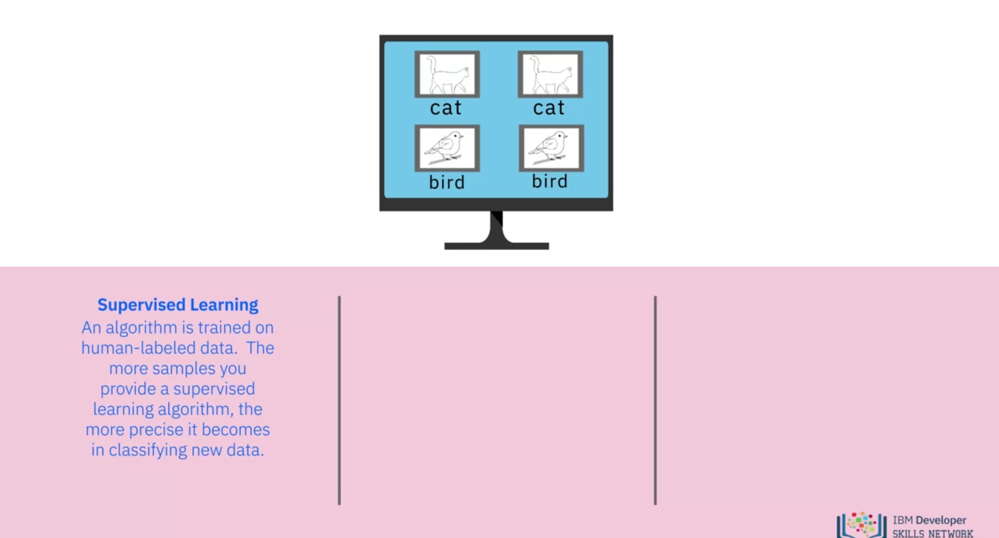 cat cat
bird bird
Supervised Learning
An algorithm is trained on
human-labeled data.  The
more samples you
provide a supervised
learning algorithm, the
more precise it becomes
in classifying new data.
IBM Developer
SKILLS NETWORK